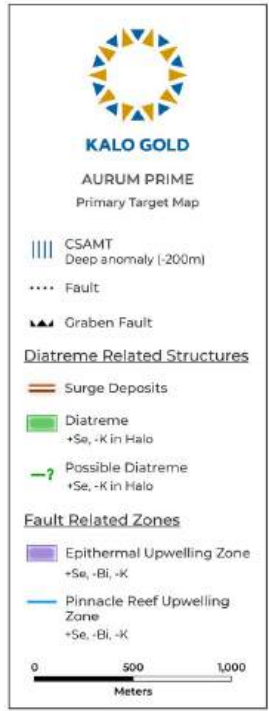 KALO GOLD
AURUM PRIME
Primary Target Map
CSAMT
Deep anomaly (-200m)
Fault
Graben Fault
Diatreme Related Structures
Surge Deposits
Diatreme
+Se, -K in Halo
–?
Possible Diatreme
+Se, -K in Halo
Fault Related Zones
Epithermal Upwelling Zone
+Se, -Bi, -K
Pinnacle Reef Upwelling
Zone
+Se, -Bi, -K
0 500 1,000
Meters